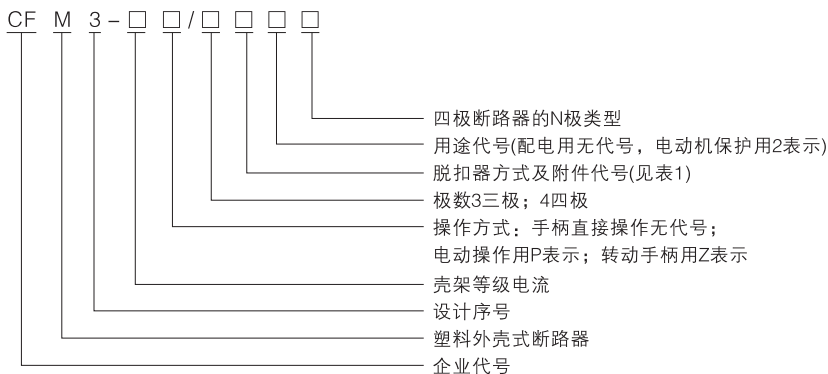 CF M 3-□ □/□ □ □ □
四极断路器的N极类型
用途代号(配电用无代号，电动机保护用2表示)
脱扣器方式及附件代号(见表1)
极数3三极；4四极
操作方式：手柄直接操作无代号；
电动操作用P表示；转动手柄用Z表示
壳架等级电流
设计序号
塑料外壳式断路器
企业代号